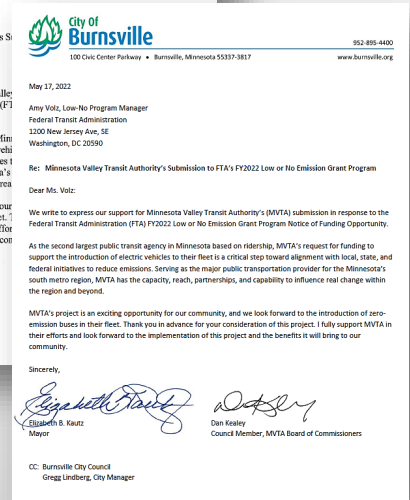 City Of
Burnsville
952-895-4400
100 Civic Center Parkway • Burnsville, Minnesota 55337-3817
www.burnsville.org
May 17, 2022
Amy Volz, Low-No Program Manager
Federal Transit Administration
1200 New Jersey Ave, SE
Washington, DC 20590
Re: Minnesota Valley Transit Authority's Submission to FTA's FY2022 Low or No Emission Grant Program
Dear Ms. Volz:
We write to express our support for Minnesota Valley Transit Authority's (MVTA) submission in response to the
Federal Transit Administration (FTA) FY2022 Low or No Emission Grant Program Notice of Funding Opportunity.
As the second largest public transit agency in Minnesota based on ridership, MVTA's request for funding to
support the introduction of electric vehicles to their fleet is a critical step toward alignment with local, state, and
federal initiatives to reduce emissions. Serving as the major public transportation provider for the Minnesota's
south metro region, MVTA has the capacity, reach, partnerships, and capability to influence real change within
the region and beyond.
MVTA's project is an exciting opportunity for our community, and we look forward to the introduction of zero-
emission buses in their fleet. Thank you in advance for your consideration of this project. I fully support MVTA in
their efforts and look forward to the implementation of this project and the benefits it will bring to our
community.
Sincerely,
Elizabeth B. Kautz
Mayor
Dan Kealey
Council Member, MVTA Board of Commissioners
CC: Burnsville City Council
Gregg Lindberg, City Manager